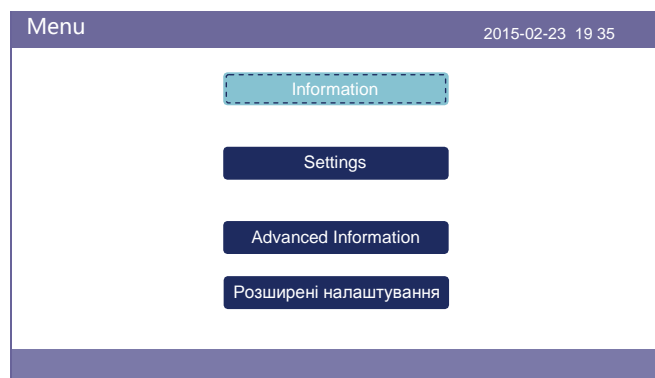 Menu
2015-02-23 19 35
Information
Settings
Advanced Information
Розширені налаштування